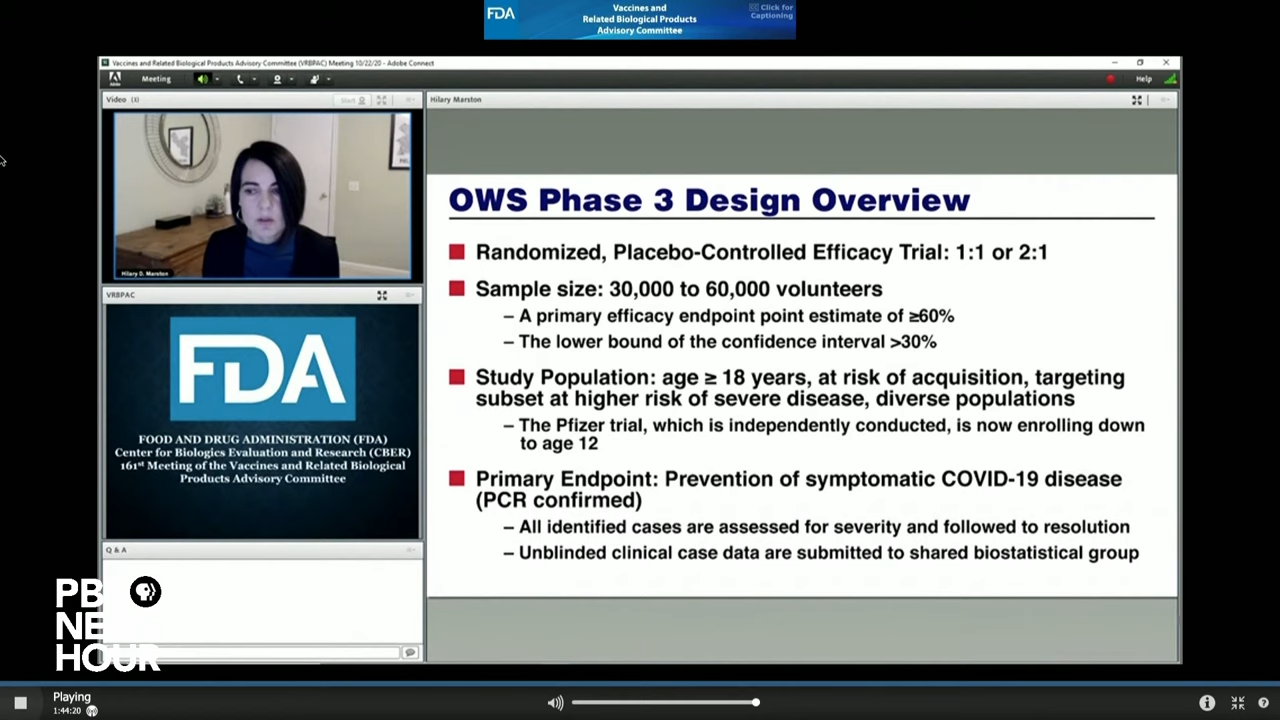 FDA
Vaccines and
Related Biological Products
Advisory Committee
Click for
Captioning
Vaccines and Related Biological Products Advisory Committee (VRBPAC) Meeting 10/22/20 - Adobe Connect
Meeting
Help
Video (3)
Start
Hilary D. Marston
VRBPAC
FDA
FOOD AND DRUG ADMINISTRATION (FDA)
Center for Biologics Evaluation and Research (CBER)
161st Meeting of the Vaccines and Related Biological
Products Advisory Committee
Q & A
Hilary Marston
OWS Phase 3 Design Overview
Randomized, Placebo-Controlled Efficacy Trial: 1:1 or 2:1
Sample size: 30,000 to 60,000 volunteers
– A primary efficacy endpoint point estimate of ≥60%
– The lower bound of the confidence interval >30%
Study Population: age ≥ 18 years, at risk of acquisition, targeting
subset at higher risk of severe disease, diverse populations
– The Pfizer trial, which is independently conducted, is now enrolling down
to age 12
Primary Endpoint: Prevention of symptomatic COVID-19 disease
(PCR confirmed)
– All identified cases are assessed for severity and followed to resolution
– Unblinded clinical case data are submitted to shared biostatistical group
PBS
NEWS
HOUR
Playing
1:44:20